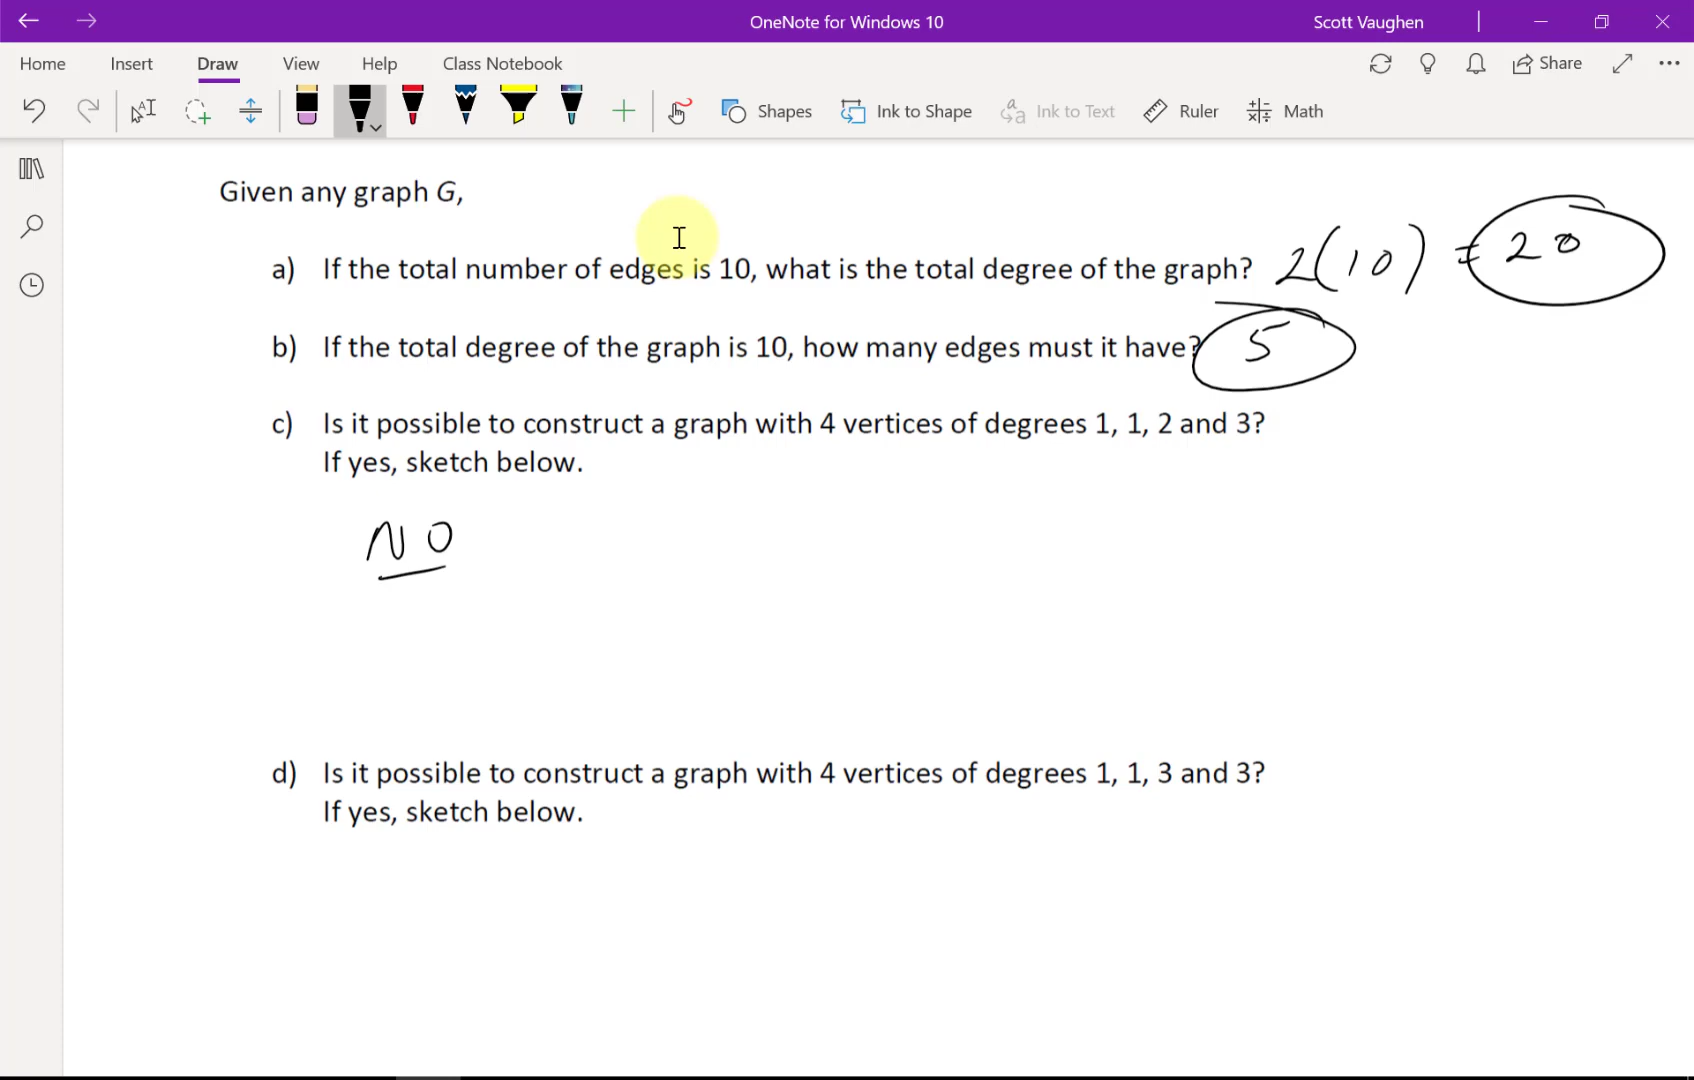 OneNote for Windows 10
Scott Vaughen
Home Insert Draw View Help Class Notebook
Share
Shapes Ink to Shape Ink to Text Ruler Math
Given any graph G,
a) If the total number of edges is 10, what is the total degree of the graph? 2(10) = 20
b) If the total degree of the graph is 10, how many edges must it have? 5
c) Is it possible to construct a graph with 4 vertices of degrees 1, 1, 2 and 3?
If yes, sketch below.
NO
d) Is it possible to construct a graph with 4 vertices of degrees 1, 1, 3 and 3?
If yes, sketch below.